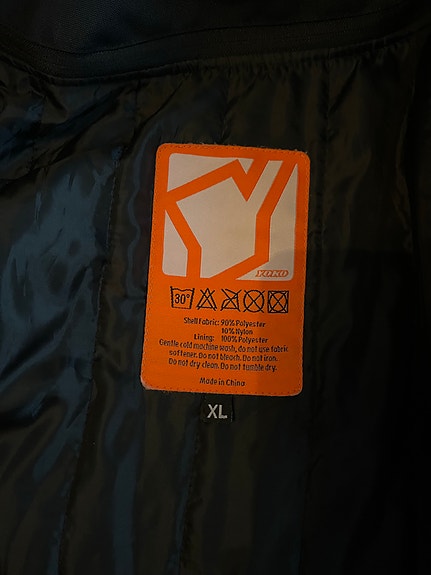 YOKO
30°
Shell Fabric: 90% Polyester
10% Nylon
Lining: 100% Polyester
Gentle cold machine wash, do not use fabric
softener. Do not bleach. Do not iron.
Do not dry clean. Do not tumble dry.
Made in China
XL